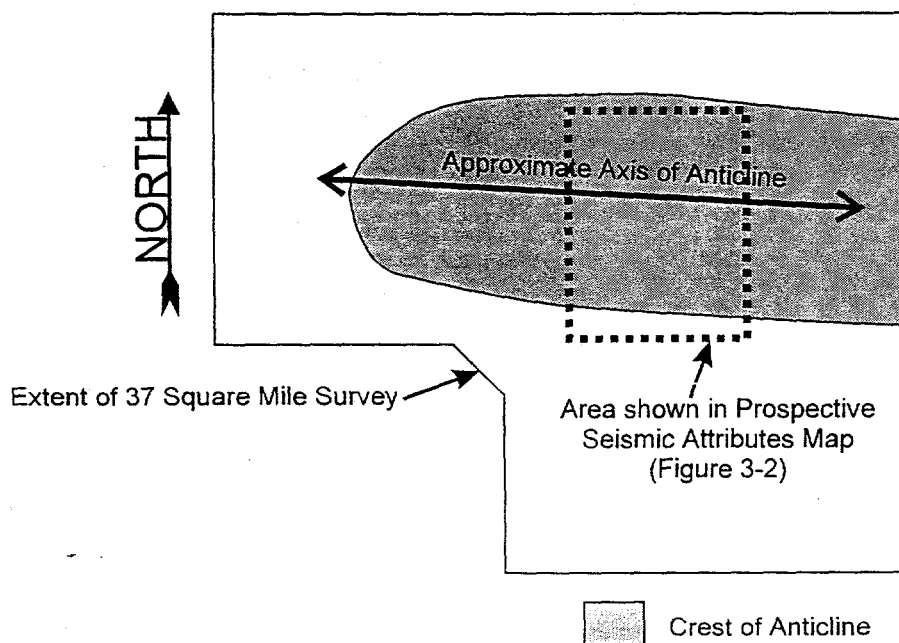 NORTH
Approximate Axis of Anticline
Extent of 37 Square Mile Survey
Area shown in Prospective
Seismic Attributes Map
(Figure 3-2)
Crest of Anticline